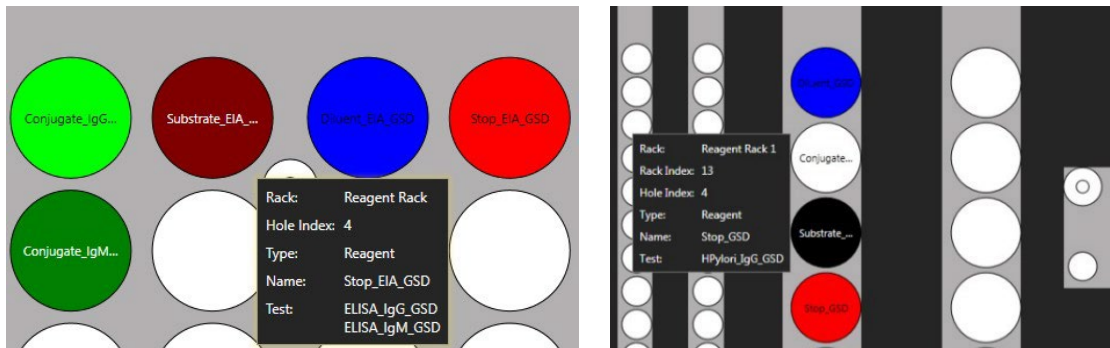 Conjugate_IgG...
Substrate_EIA_...
Diluent_EIA_GSD
Stop_EIA_GSD
Conjugate_IgM...
Rack: Reagent Rack
Hole Index: 4
Type: Reagent
Name: Stop_EIA_GSD
Test: ELISA_IgG_GSD
ELISA_IgM_GSD
Diluent_GSD
Conjugate...
Substrate_...
Stop_GSD
Rack: Reagent Rack 1
Rack Index: 13
Hole Index: 4
Type: Reagent
Name: Stop_GSD
Test: HPylori_IgG_GSD